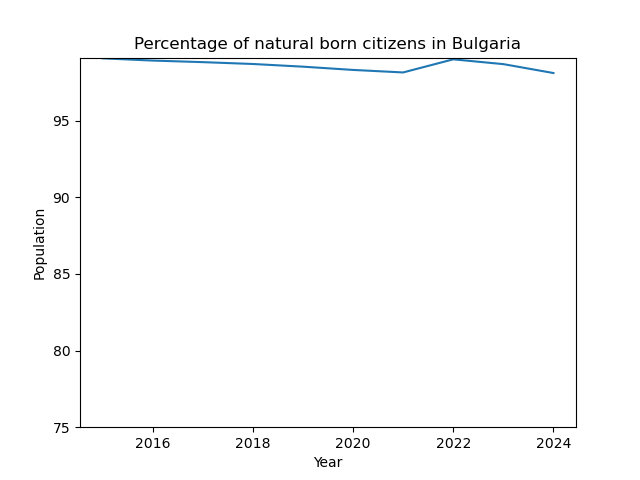 Percentage of natural born citizens in Bulgaria
Population
95
90
85
80
75
2016 2018 2020 2022 2024
Year